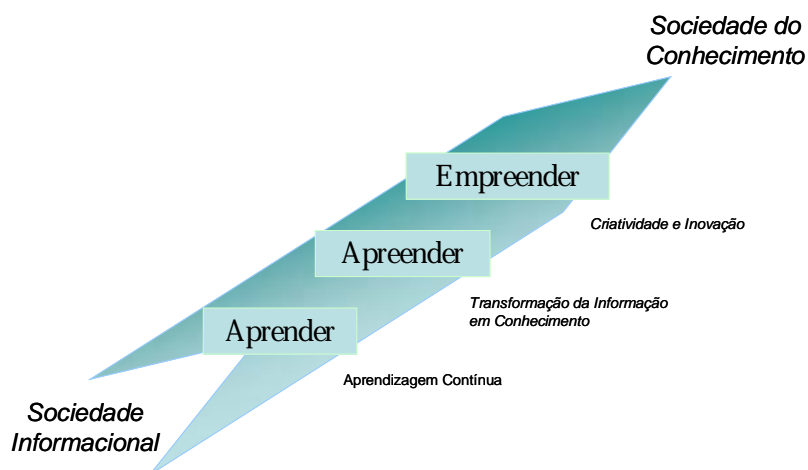 Sociedade do
Conhecimento
Empreender
Criatividade e Inovação
Apreender
Transformação da Informação
em Conhecimento
Aprender
Aprendizagem Contínua
Sociedade
Informacional